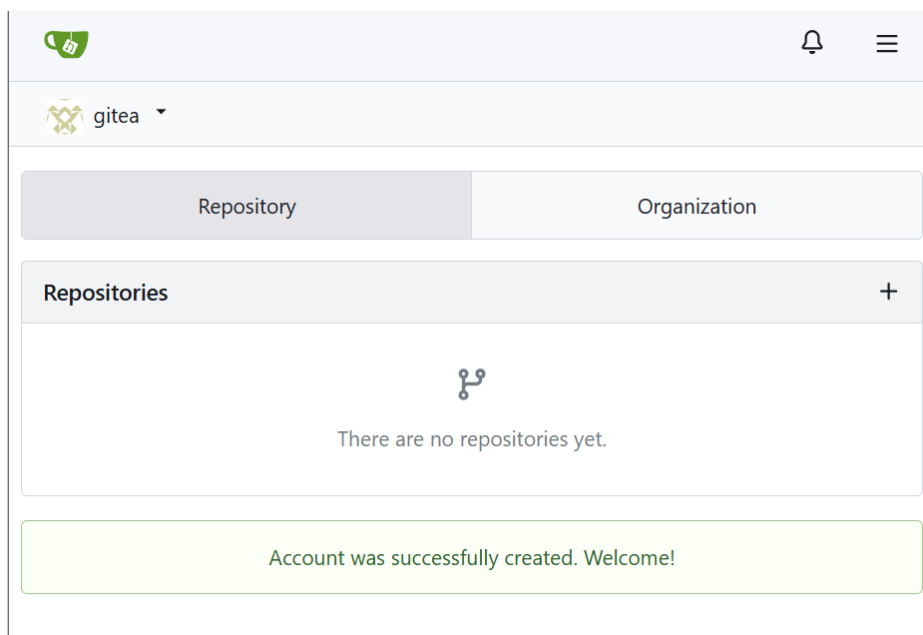 gitea
Repository
Organization
Repositories
There are no repositories yet.
Account was successfully created. Welcome!